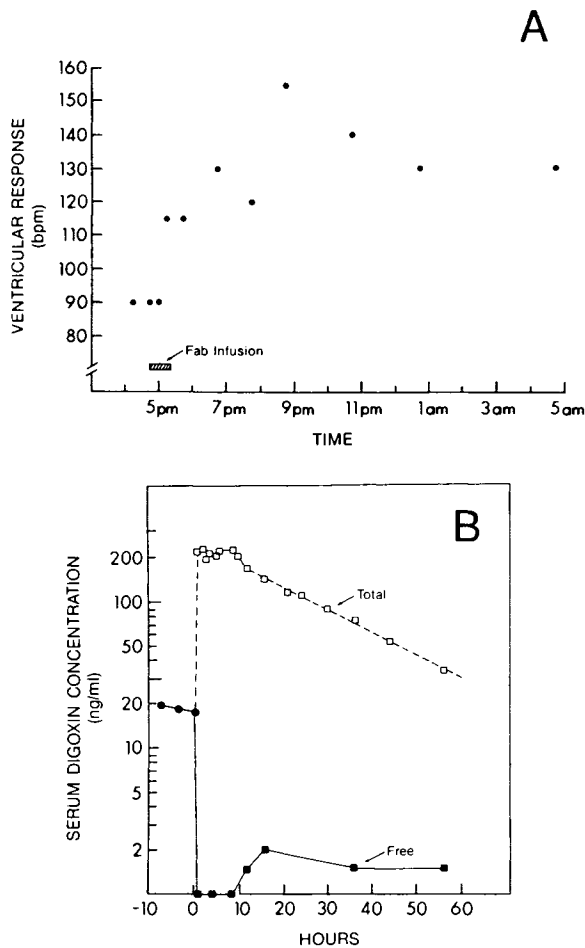 A
VENTRICULAR RESPONSE
(bpm)
160
150
140
130
120
110
100
90
80
Fab Infusion
5pm 7pm 9pm 11pm 1am 3am 5am
TIME
B
SERUM DIGOXIN CONCENTRATION
(ng/ml)
200
100
50
20
10
5
2
Total
Free
-10 0 10 20 30 40 50 60
HOURS